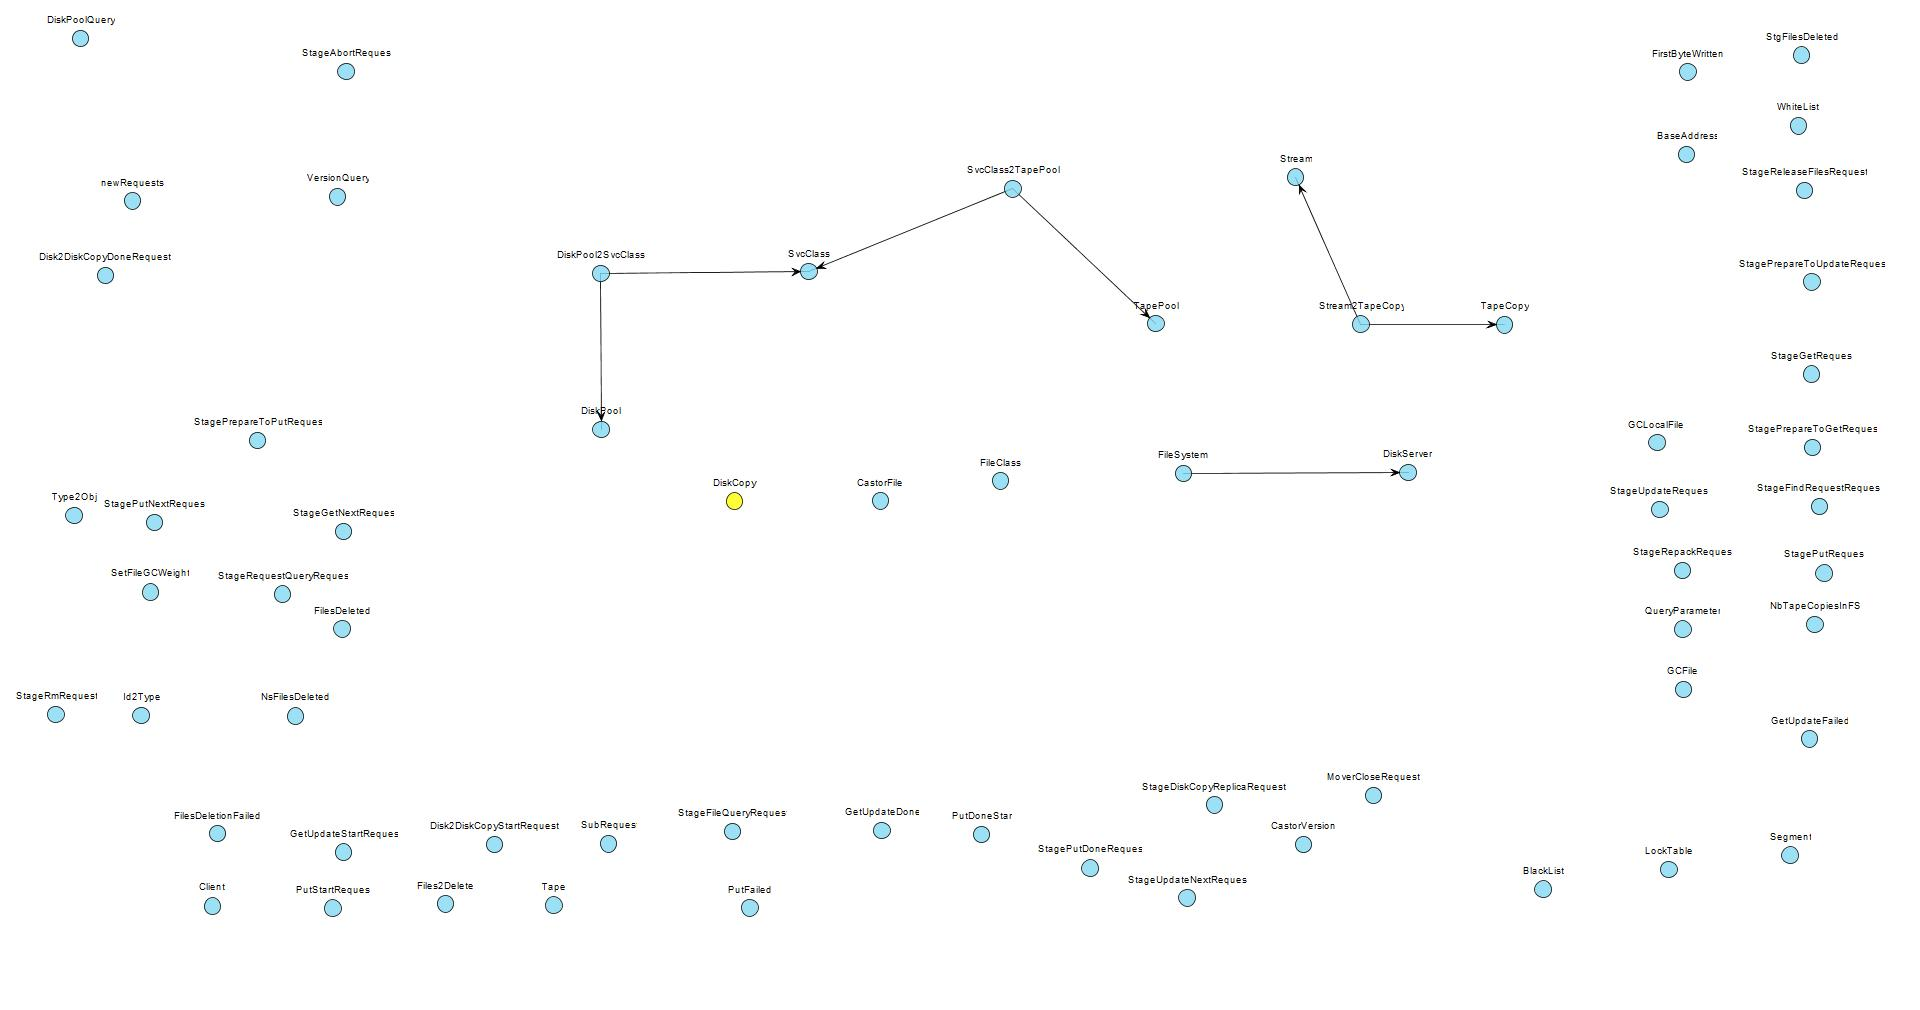 DiskPoolQuery
StageAbortReques
StgFilesDeleted
FirstByteWritten
WhiteList
BaseAddress
Stream
SvcClass2TapePool
StageReleaseFilesRequest
newRequests
VersionQuery
DiskPool2SvcClass
SvcClass
Disk2DiskCopyDoneRequest
StagePrepareToUpdateReques
TapePool
Stream2TapeCopy
TapeCopy
StageGetReques
DiskPool
StagePrepareToPutReques
GCLocalFile
StagePrepareToGetReques
FileSystem
DiskServer
FileClass
DiskCopy
CastorFile
StageUpdateReques
StageFindRequestReques
Type2Obj
StagePutNextReques
StageGetNextReques
StageRepackReques
StagePutReques
SetFileGCWeight
StageRequestQueryReques
FilesDeleted
QueryParameter
NbTapeCopiesInFS
GCFile
StageRmRequest
Id2Type
NsFilesDeleted
GetUpdateFailed
MoverCloseRequest
StageDiskCopyReplicaRequest
FilesDeletionFailed
GetUpdateStartReques
Disk2DiskCopyStartRequest
SubReques
StageFileQueryReques
GetUpdateDone
PutDoneStar
CastorVersion
Segment
StagePutDoneReques
LockTable
BlackList
StageUpdateNextReques
Client
PutStartReques
Files2Delete
Tape
PutFailed